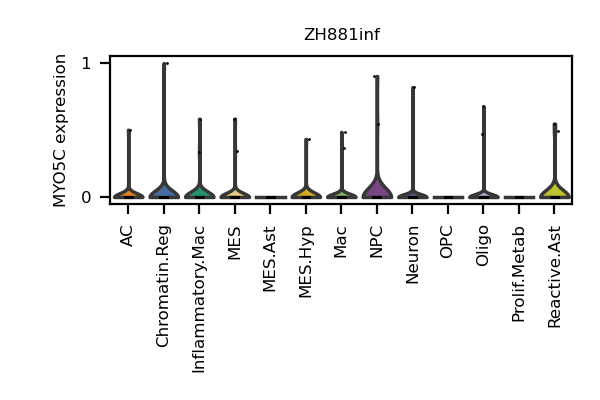 ZH881inf
MYO5C expression
1
0
AC
Chromatin.Reg
Inflammatory.Mac
MES
MES.Ast
MES.Hyp
Mac
NPC
Neuron
OPC
Oligo
Prolif.Metab
Reactive.Ast